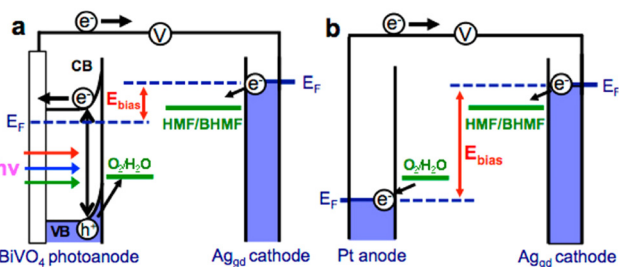 a
e⁻
V
CB
e⁻
E_F
E_bias
e⁻
E_F
HMF/BHMF
hν
O₂/H₂O
VB
h⁺
BiVO₄ photoanode
Ag_gd cathode
b
e⁻
V
e⁻
E_F
HMF/BHMF
E_bias
O₂/H₂O
E_F
e⁻
Pt anode
Ag_gd cathode